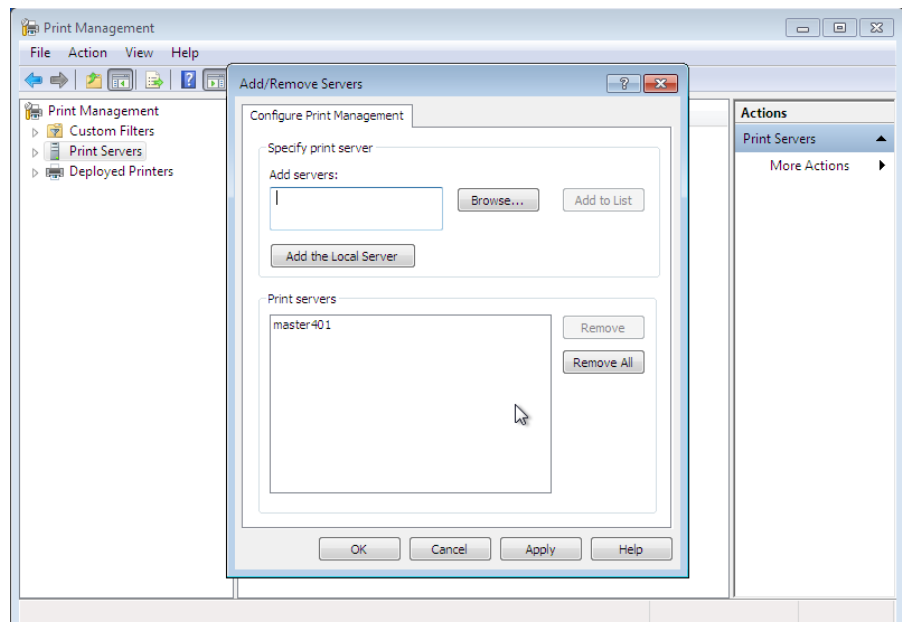 Print Management
File Action View Help
Add/Remove Servers
Print Management
Custom Filters
Print Servers
Deployed Printers
Configure Print Management
Specify print server
Add servers:
Browse...
Add to List
Add the Local Server
Print servers
master401
Remove
Remove All
OK Cancel Apply Help
Actions
Print Servers
More Actions